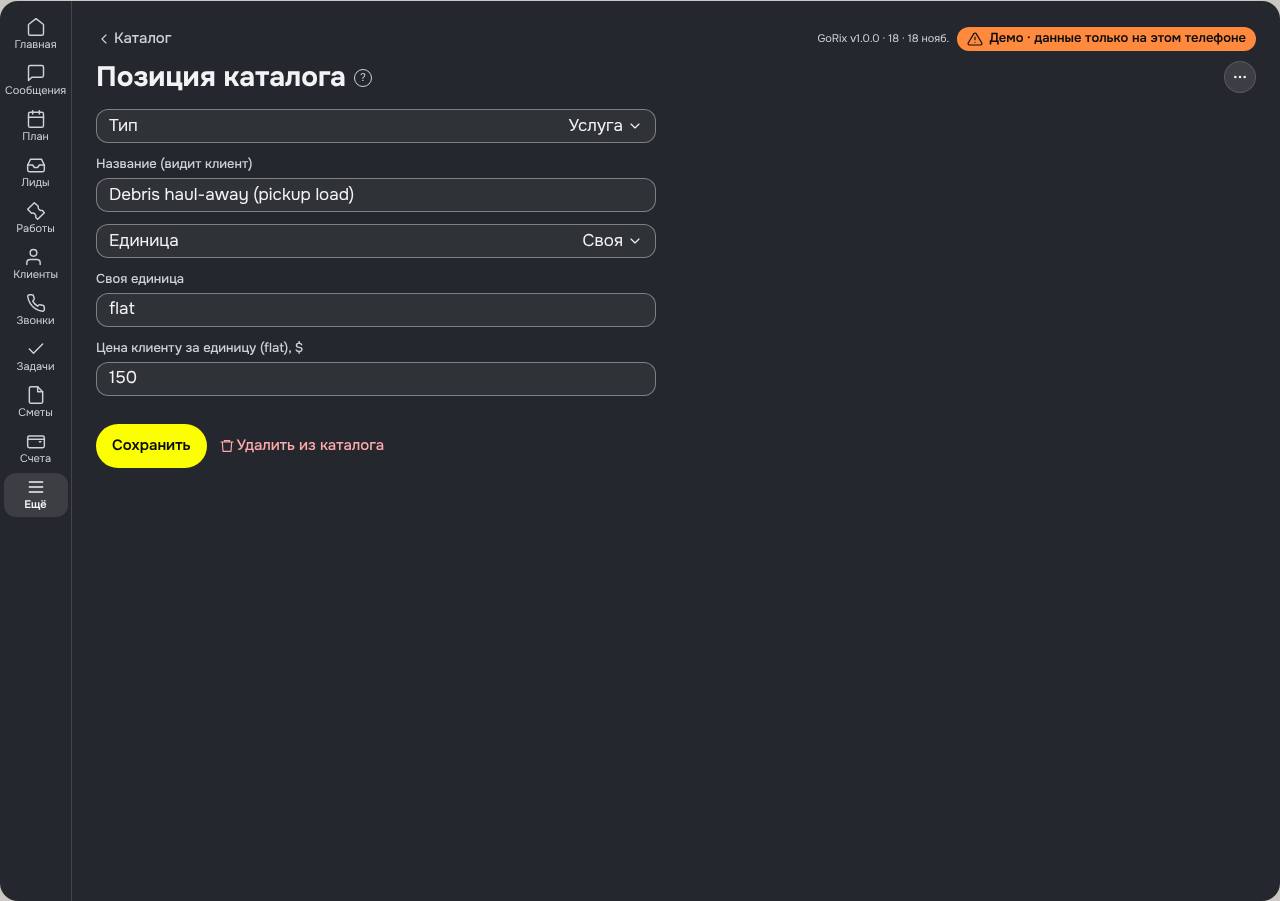 Главная
Сообщения
План
Лиды
Работы
Клиенты
Звонки
Задачи
Сметы
Счета
Ещё
Каталог
GoRix v1.0.0 · 18 · 18 нояб.
Демо · данные только на этом телефоне
Позиция каталога ?
Тип Услуга
Название (видит клиент)
Debris haul-away (pickup load)
Единица Своя
Своя единица
flat
Цена клиенту за единицу (flat), $
150
Сохранить
Удалить из каталога